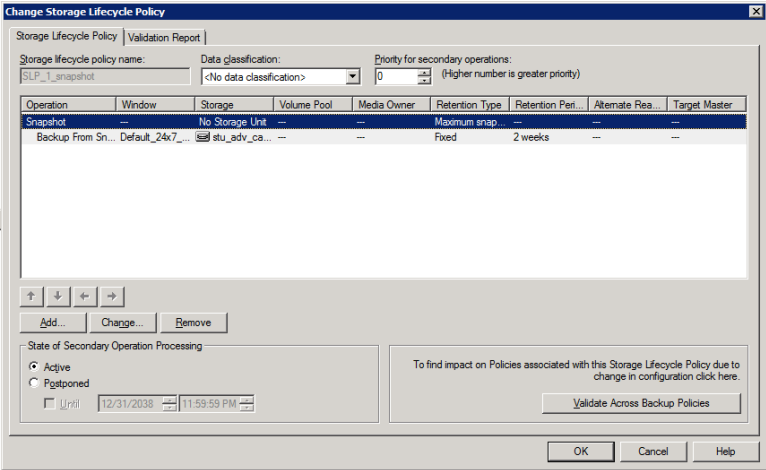 Change Storage Lifecycle Policy
Storage Lifecycle Policy Validation Report
Storage lifecycle policy name: Data classification: Priority for secondary operations:
SLP_1_snapshot <No data classification> 0 (Higher number is greater priority)
Operation Window Storage Volume Pool Media Owner Retention Type Retention Peri... Alternate Rea... Target Master
Snapshot --- No Storage Unit --- --- Maximum snap... --- --- ---
Backup From Sn... Default_24x7_... stu_adv_ca... --- --- Fixed 2 weeks --- ---
Add... Change... Remove
State of Secondary Operation Processing
Active
Postponed
Until 12/31/2038 11:59:59 PM
To find impact on Policies associated with this Storage Lifecycle Policy due to
change in configuration click here.
Validate Across Backup Policies
OK Cancel Help